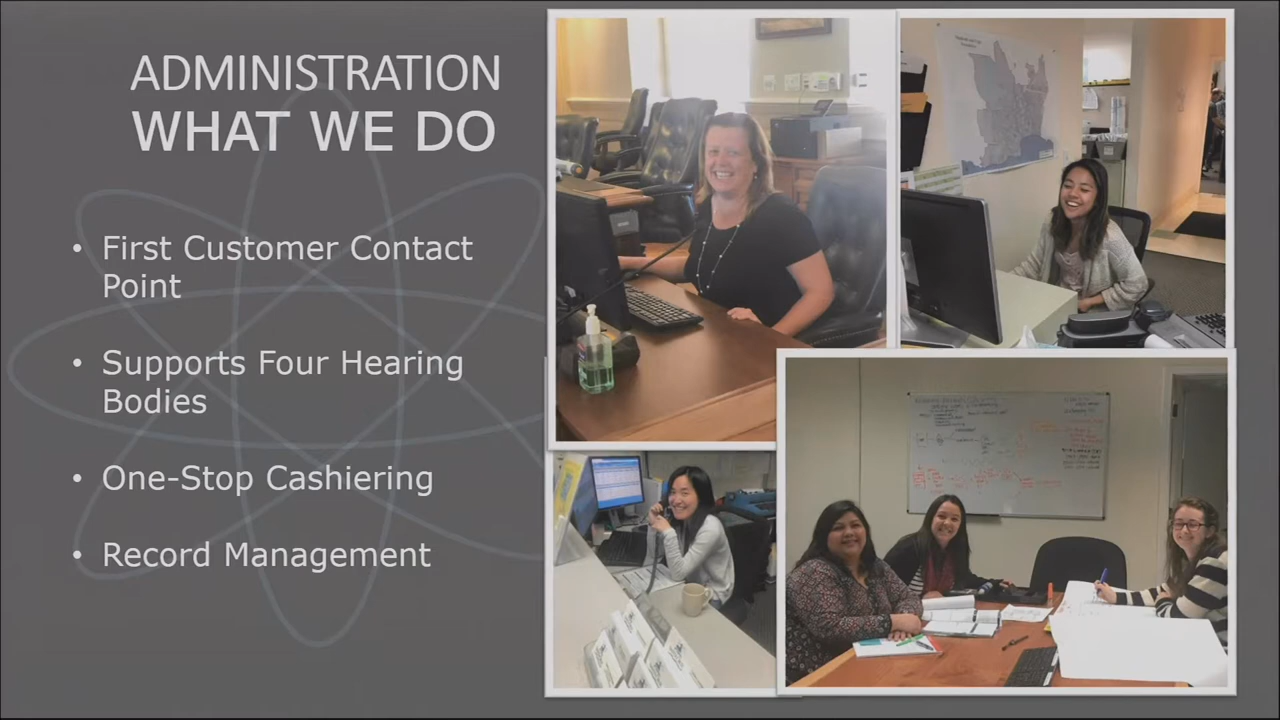 ADMINISTRATION
WHAT WE DO
• First Customer Contact
Point
• Supports Four Hearing
Bodies
• One-Stop Cashiering
• Record Management